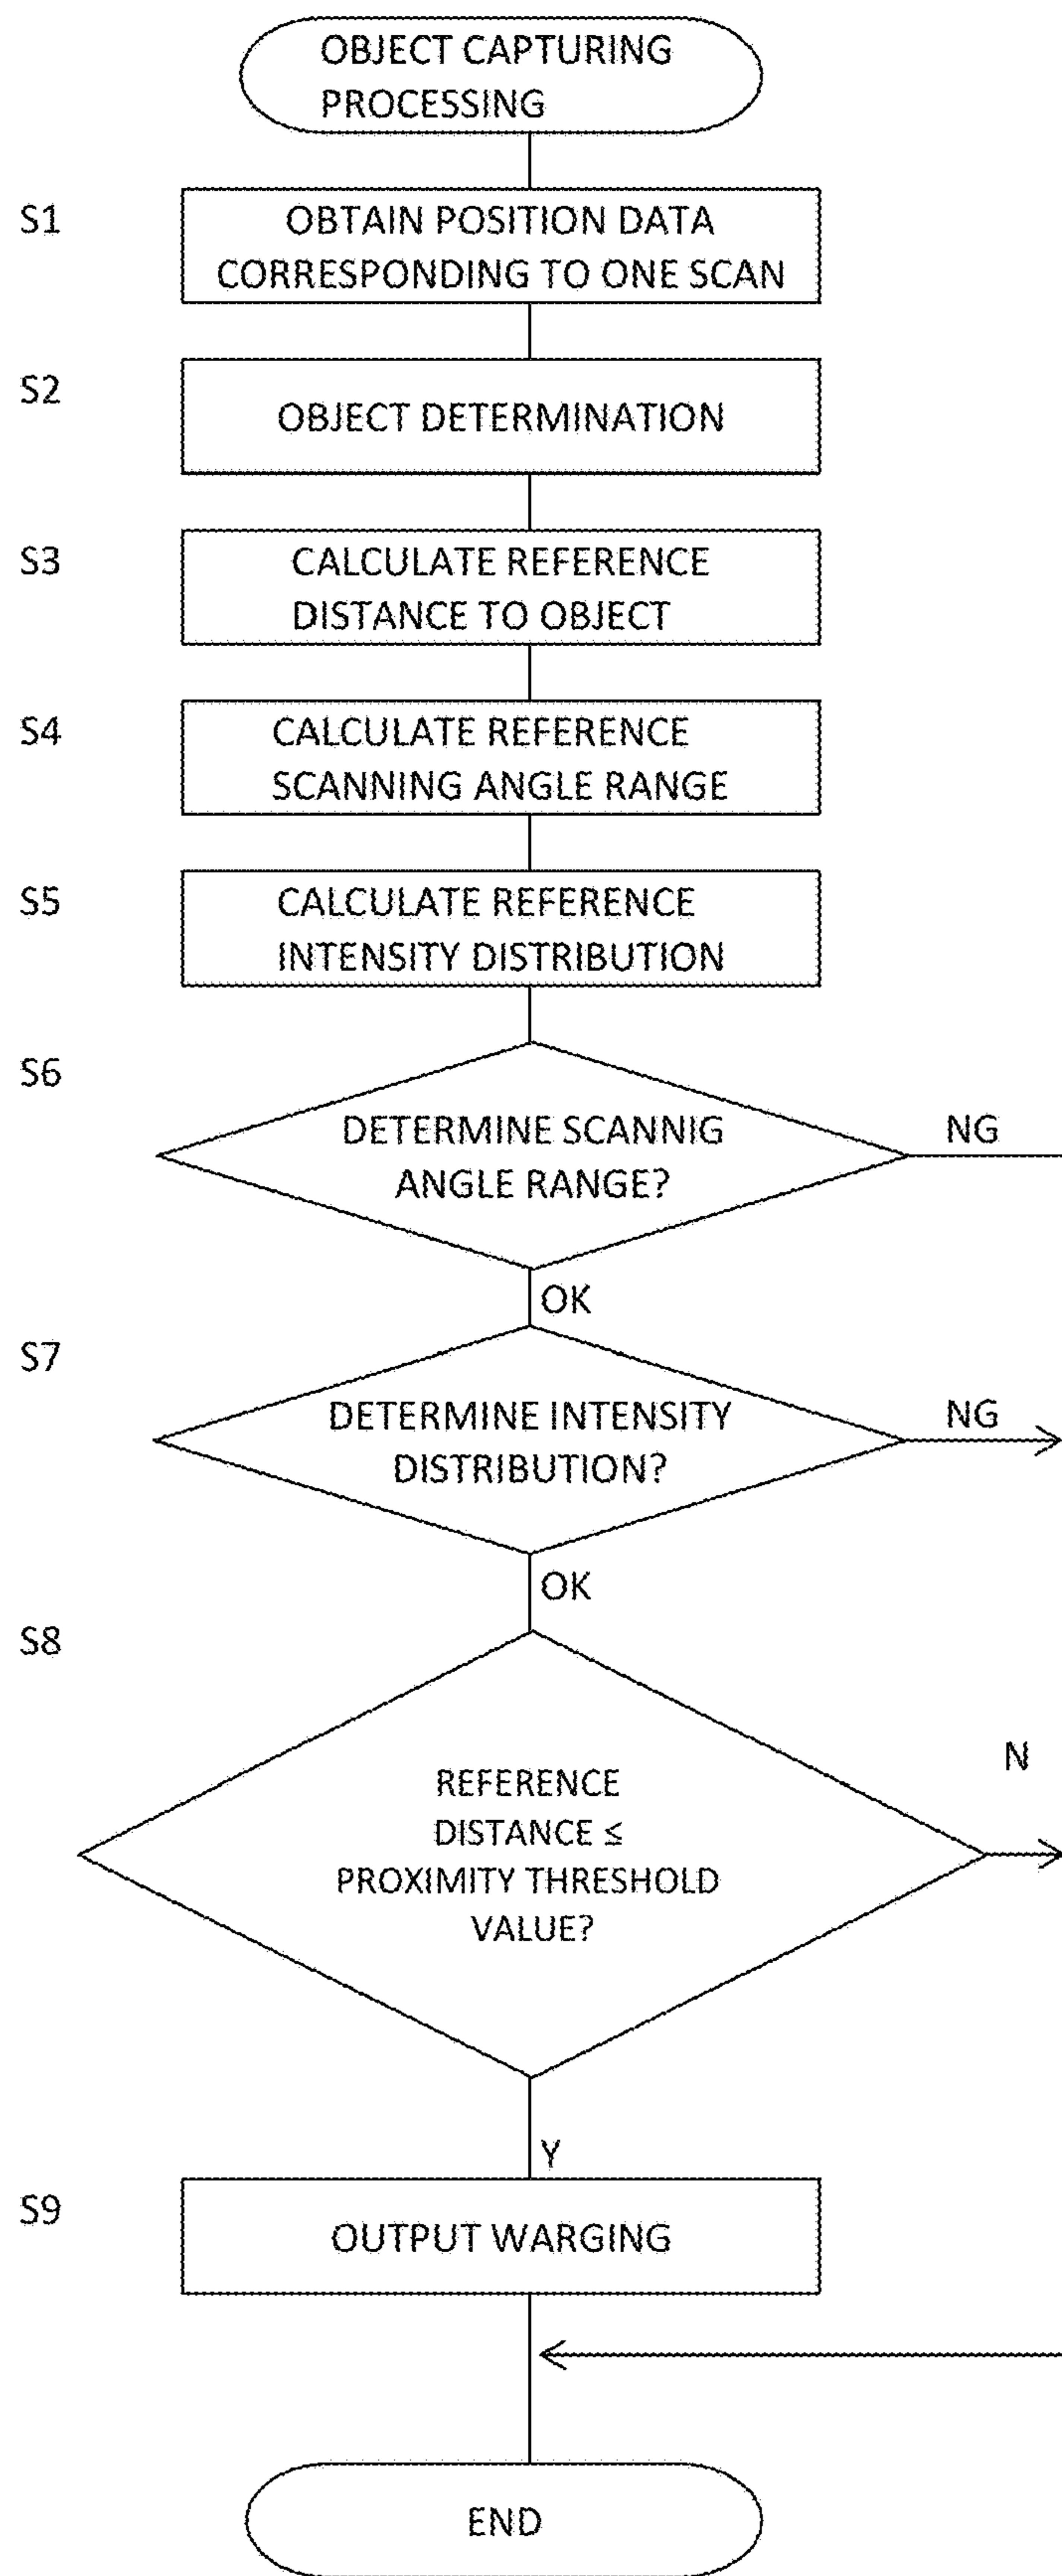 OBJECT CAPTURING
PROCESSING
S1
OBTAIN POSITION DATA
CORRESPONDING TO ONE SCAN
S2
OBJECT DETERMINATION
S3
CALCULATE REFERENCE
DISTANCE TO OBJECT
S4
CALCULATE REFERENCE
SCANNING ANGLE RANGE
S5
CALCULATE REFERENCE
INTENSITY DISTRIBUTION
S6
DETERMINE SCANNIG
ANGLE RANGE?
NG
OK
S7
DETERMINE INTENSITY
DISTRIBUTION?
NG
OK
S8
REFERENCE
DISTANCE ≤
PROXIMITY THRESHOLD
VALUE?
N
Y
S9
OUTPUT WARGING
END